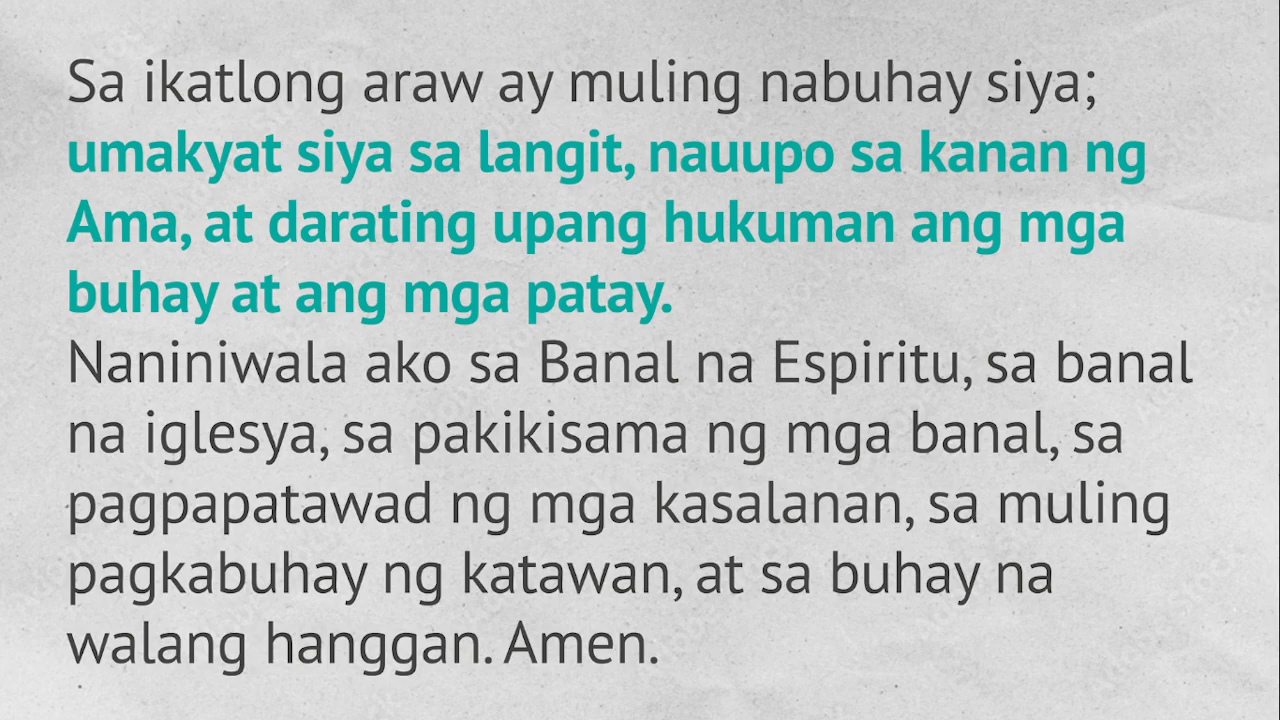 Sa ikatlong araw ay muling nabuhay siya;
umakyat siya sa langit, nauupo sa kanan ng
Ama, at darating upang hukuman ang mga
buhay at ang mga patay.
Naniniwala ako sa Banal na Espiritu, sa banal
na iglesya, sa pakikisama ng mga banal, sa
pagpapatawad ng mga kasalanan, sa muling
pagkabuhay ng katawan, at sa buhay na
walang hanggan. Amen.